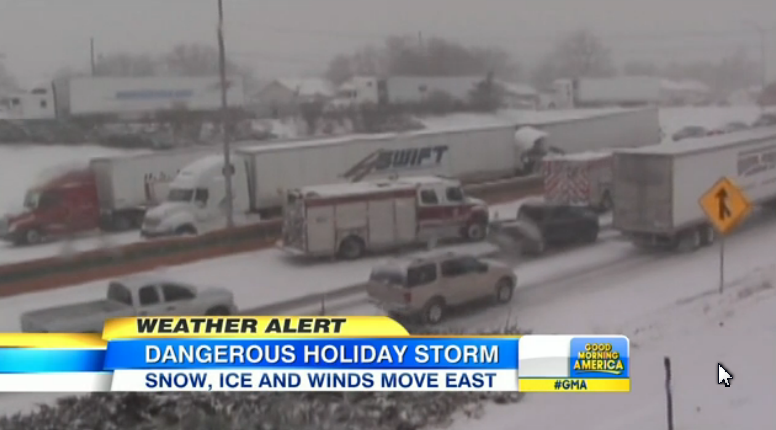 SWIFT
WEATHER ALERT
DANGEROUS HOLIDAY STORM
SNOW, ICE AND WINDS MOVE EAST
GOOD
MORNING
AMERICA
#GMA